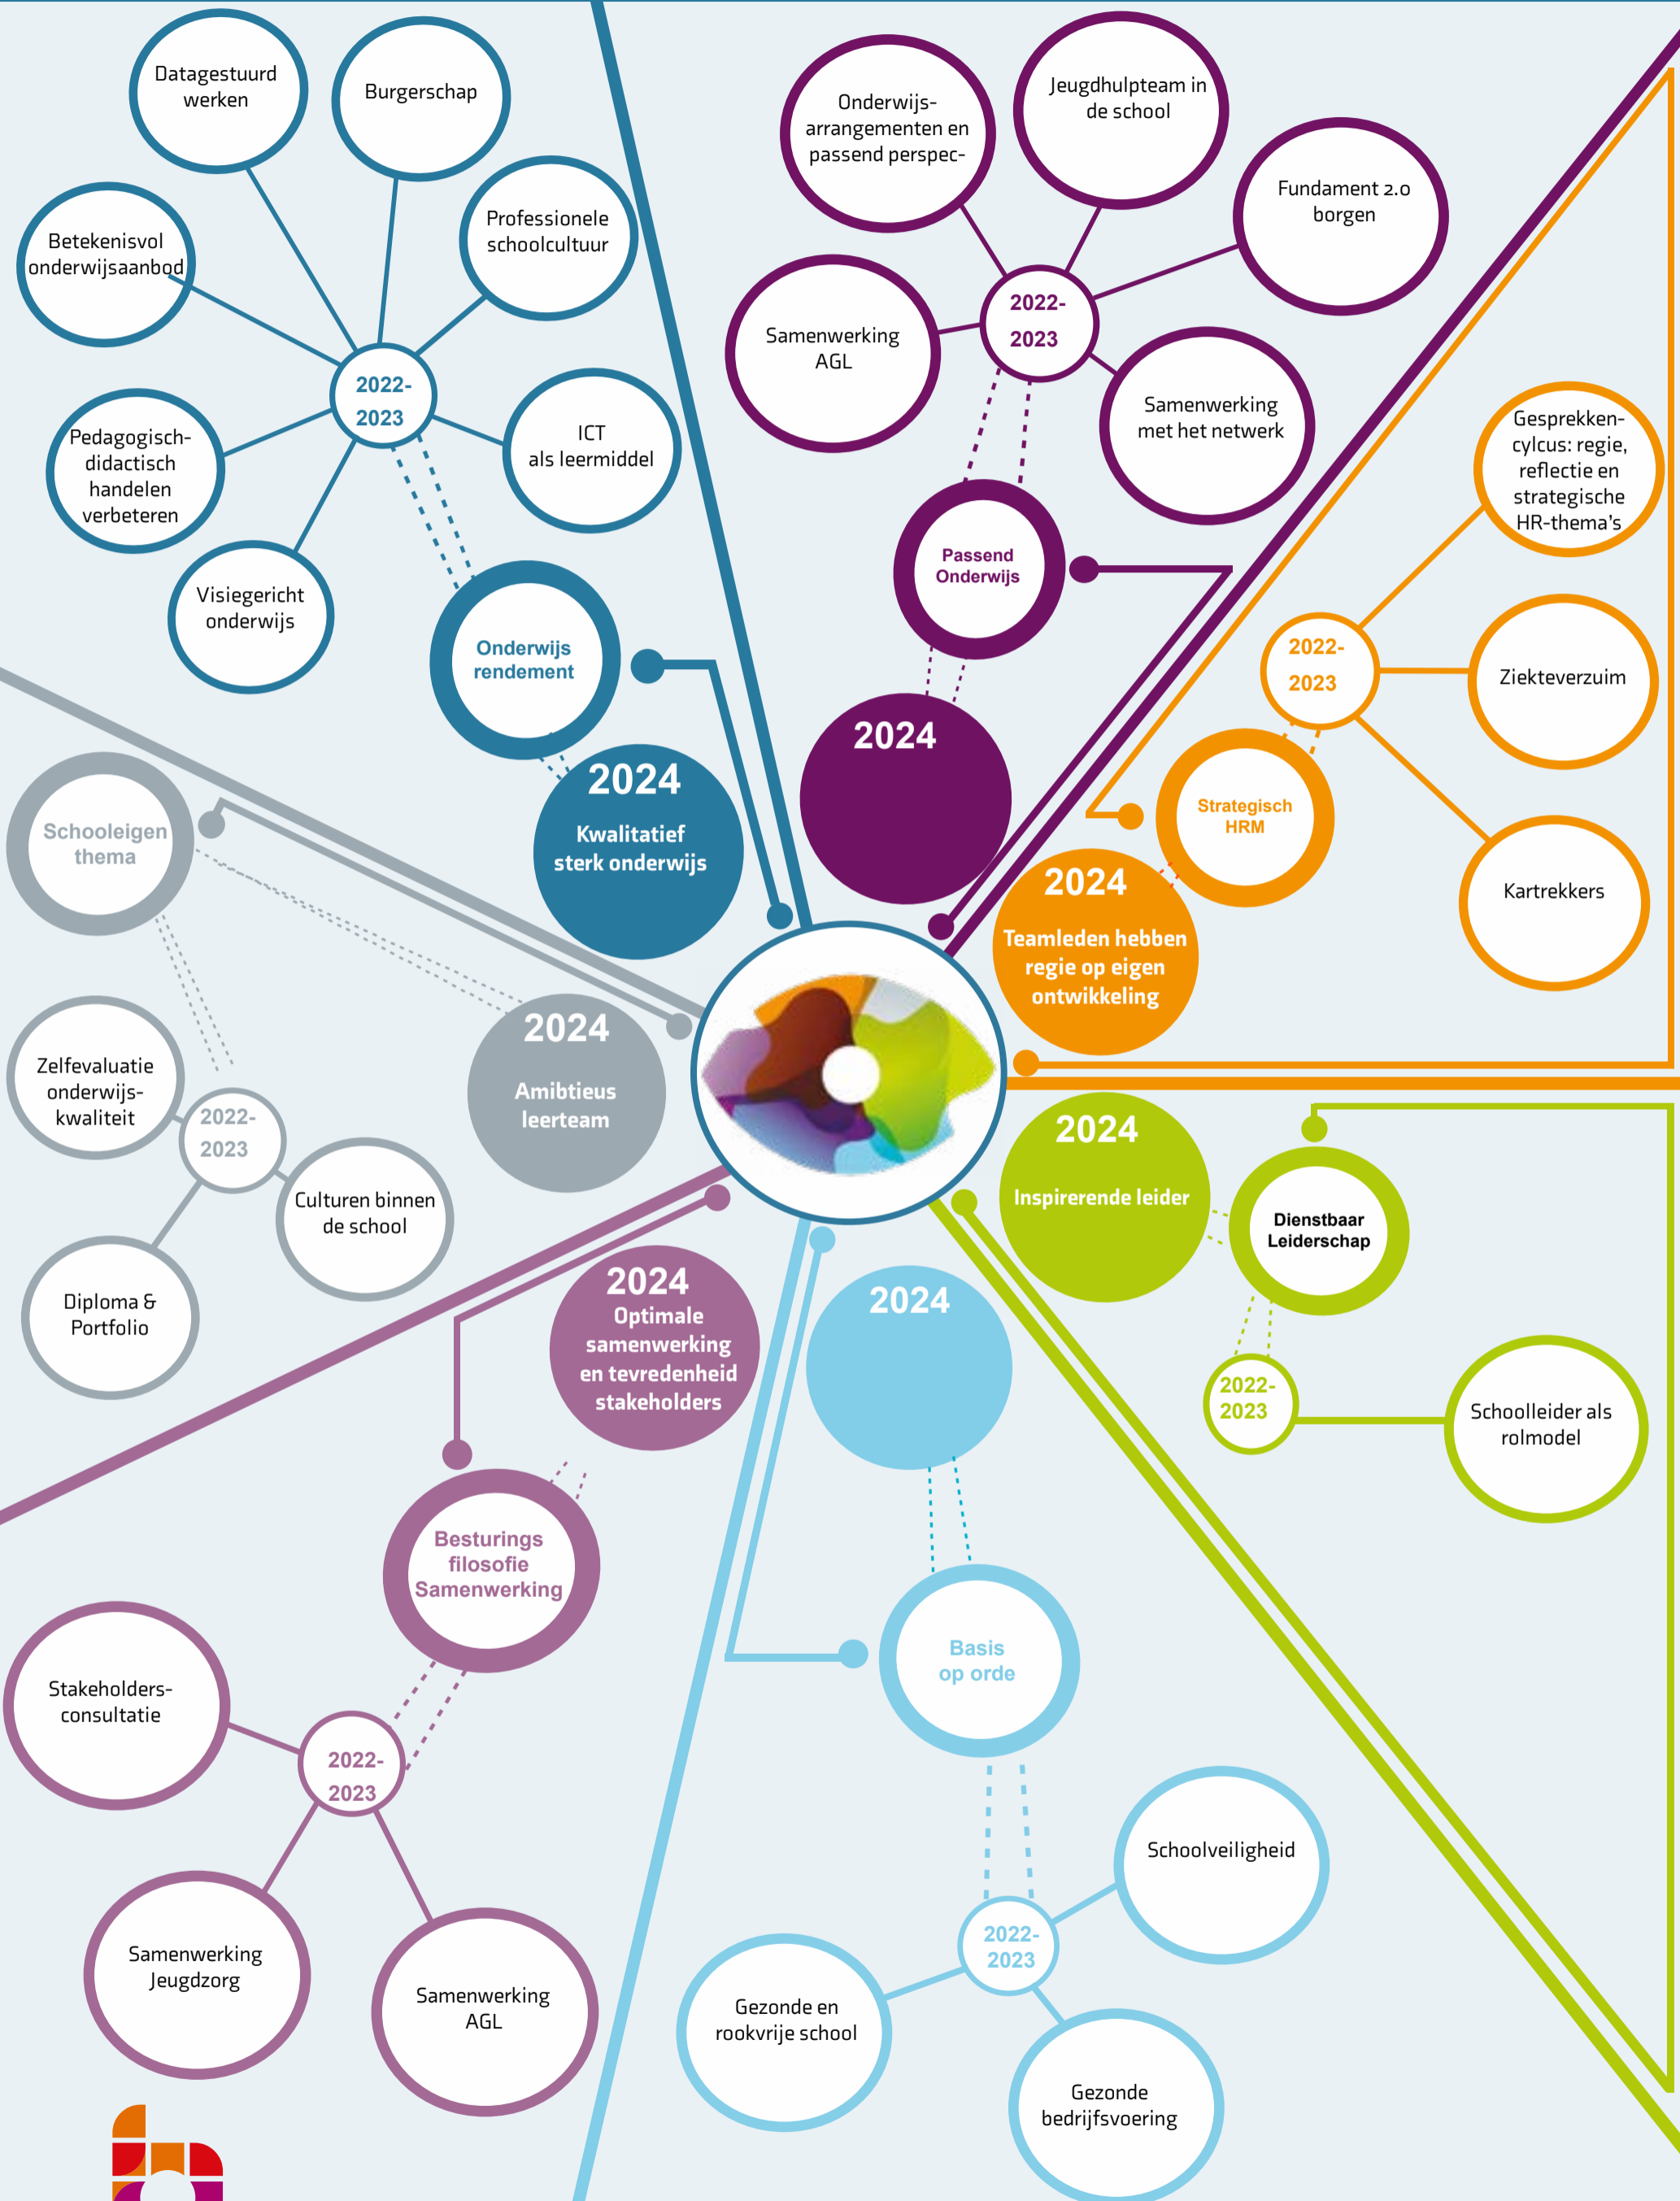 Datagestuurd
werken
Burgerschap
Betekenisvol
onderwijsaanbod
Professionele
schoolcultuur
2022-
2023
Pedagogisch-
didactisch
handelen
verbeteren
ICT
als leermiddel
Visiegericht
onderwijs
Onderwijs
rendement
2024
Kwalitatief
sterk onderwijs
Onderwijs-
arrangementen en
passend perspec-
Jeugdhulpteam in
de school
Fundament 2.0
borgen
2022-
2023
Samenwerking
AGL
Samenwerking
met het netwerk
Passend
Onderwijs
2024
Gesprekken-
cylcus: regie,
reflectie en
strategische
HR-thema's
2022-
2023
Ziekteverzuim
Strategisch
HRM
Kartrekkers
2024
Teamleden hebben
regie op eigen
ontwikkeling
Schooleigen
thema
2024
Amibtieus
leerteam
Zelfevaluatie
onderwijs-
kwaliteit
2022-
2023
Culturen binnen
de school
Diploma &
Portfolio
2024
Inspirerende leider
Dienstbaar
Leiderschap
2022-
2023
Schoolleider als
rolmodel
2024
Optimale
samenwerking
en tevredenheid
stakeholders
Besturings
filosofie
Samenwerking
Stakeholders-
consultatie
2022-
2023
Samenwerking
Jeugdzorg
Samenwerking
AGL
2024
Basis
op orde
Schoolveiligheid
2022-
2023
Gezonde en
rookvrije school
Gezonde
bedrijfsvoering